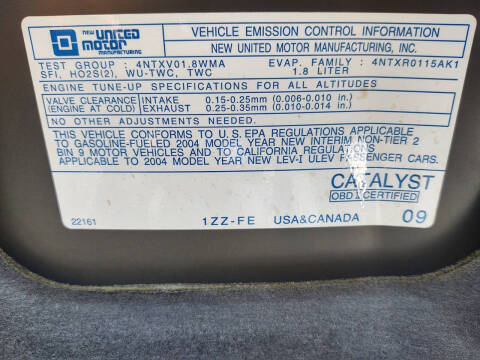 NEW UNITED MOTOR MANUFACTURING, INC.
VEHICLE EMISSION CONTROL INFORMATION
NEW UNITED MOTOR MANUFACTURING, INC.
TEST GROUP : 4NTXV01.8WMA EVAP. FAMILY : 4NTXR0115AK1
SFI, HO2S(2), WU-TWC, TWC 1.8 LITER
ENGINE TUNE-UP SPECIFICATIONS FOR ALL ALTITUDES
VALVE CLEARANCE INTAKE 0.15-0.25mm (0.006-0.010 in.)
(ENGINE AT COLD) EXHAUST 0.25-0.35mm (0.010-0.014 in.)
NO OTHER ADJUSTMENTS NEEDED.
THIS VEHICLE CONFORMS TO U.S. EPA REGULATIONS APPLICABLE
TO GASOLINE-FUELED 2004 MODEL YEAR NEW INTERIM NON-TIER 2
BIN 9 MOTOR VEHICLES AND TO CALIFORNIA REGULATIONS
APPLICABLE TO 2004 MODEL YEAR NEW LEV-I ULEV PASSENGER CARS.
CATALYST
OBD II CERTIFIED
22161 1ZZ-FE USA&CANADA 09